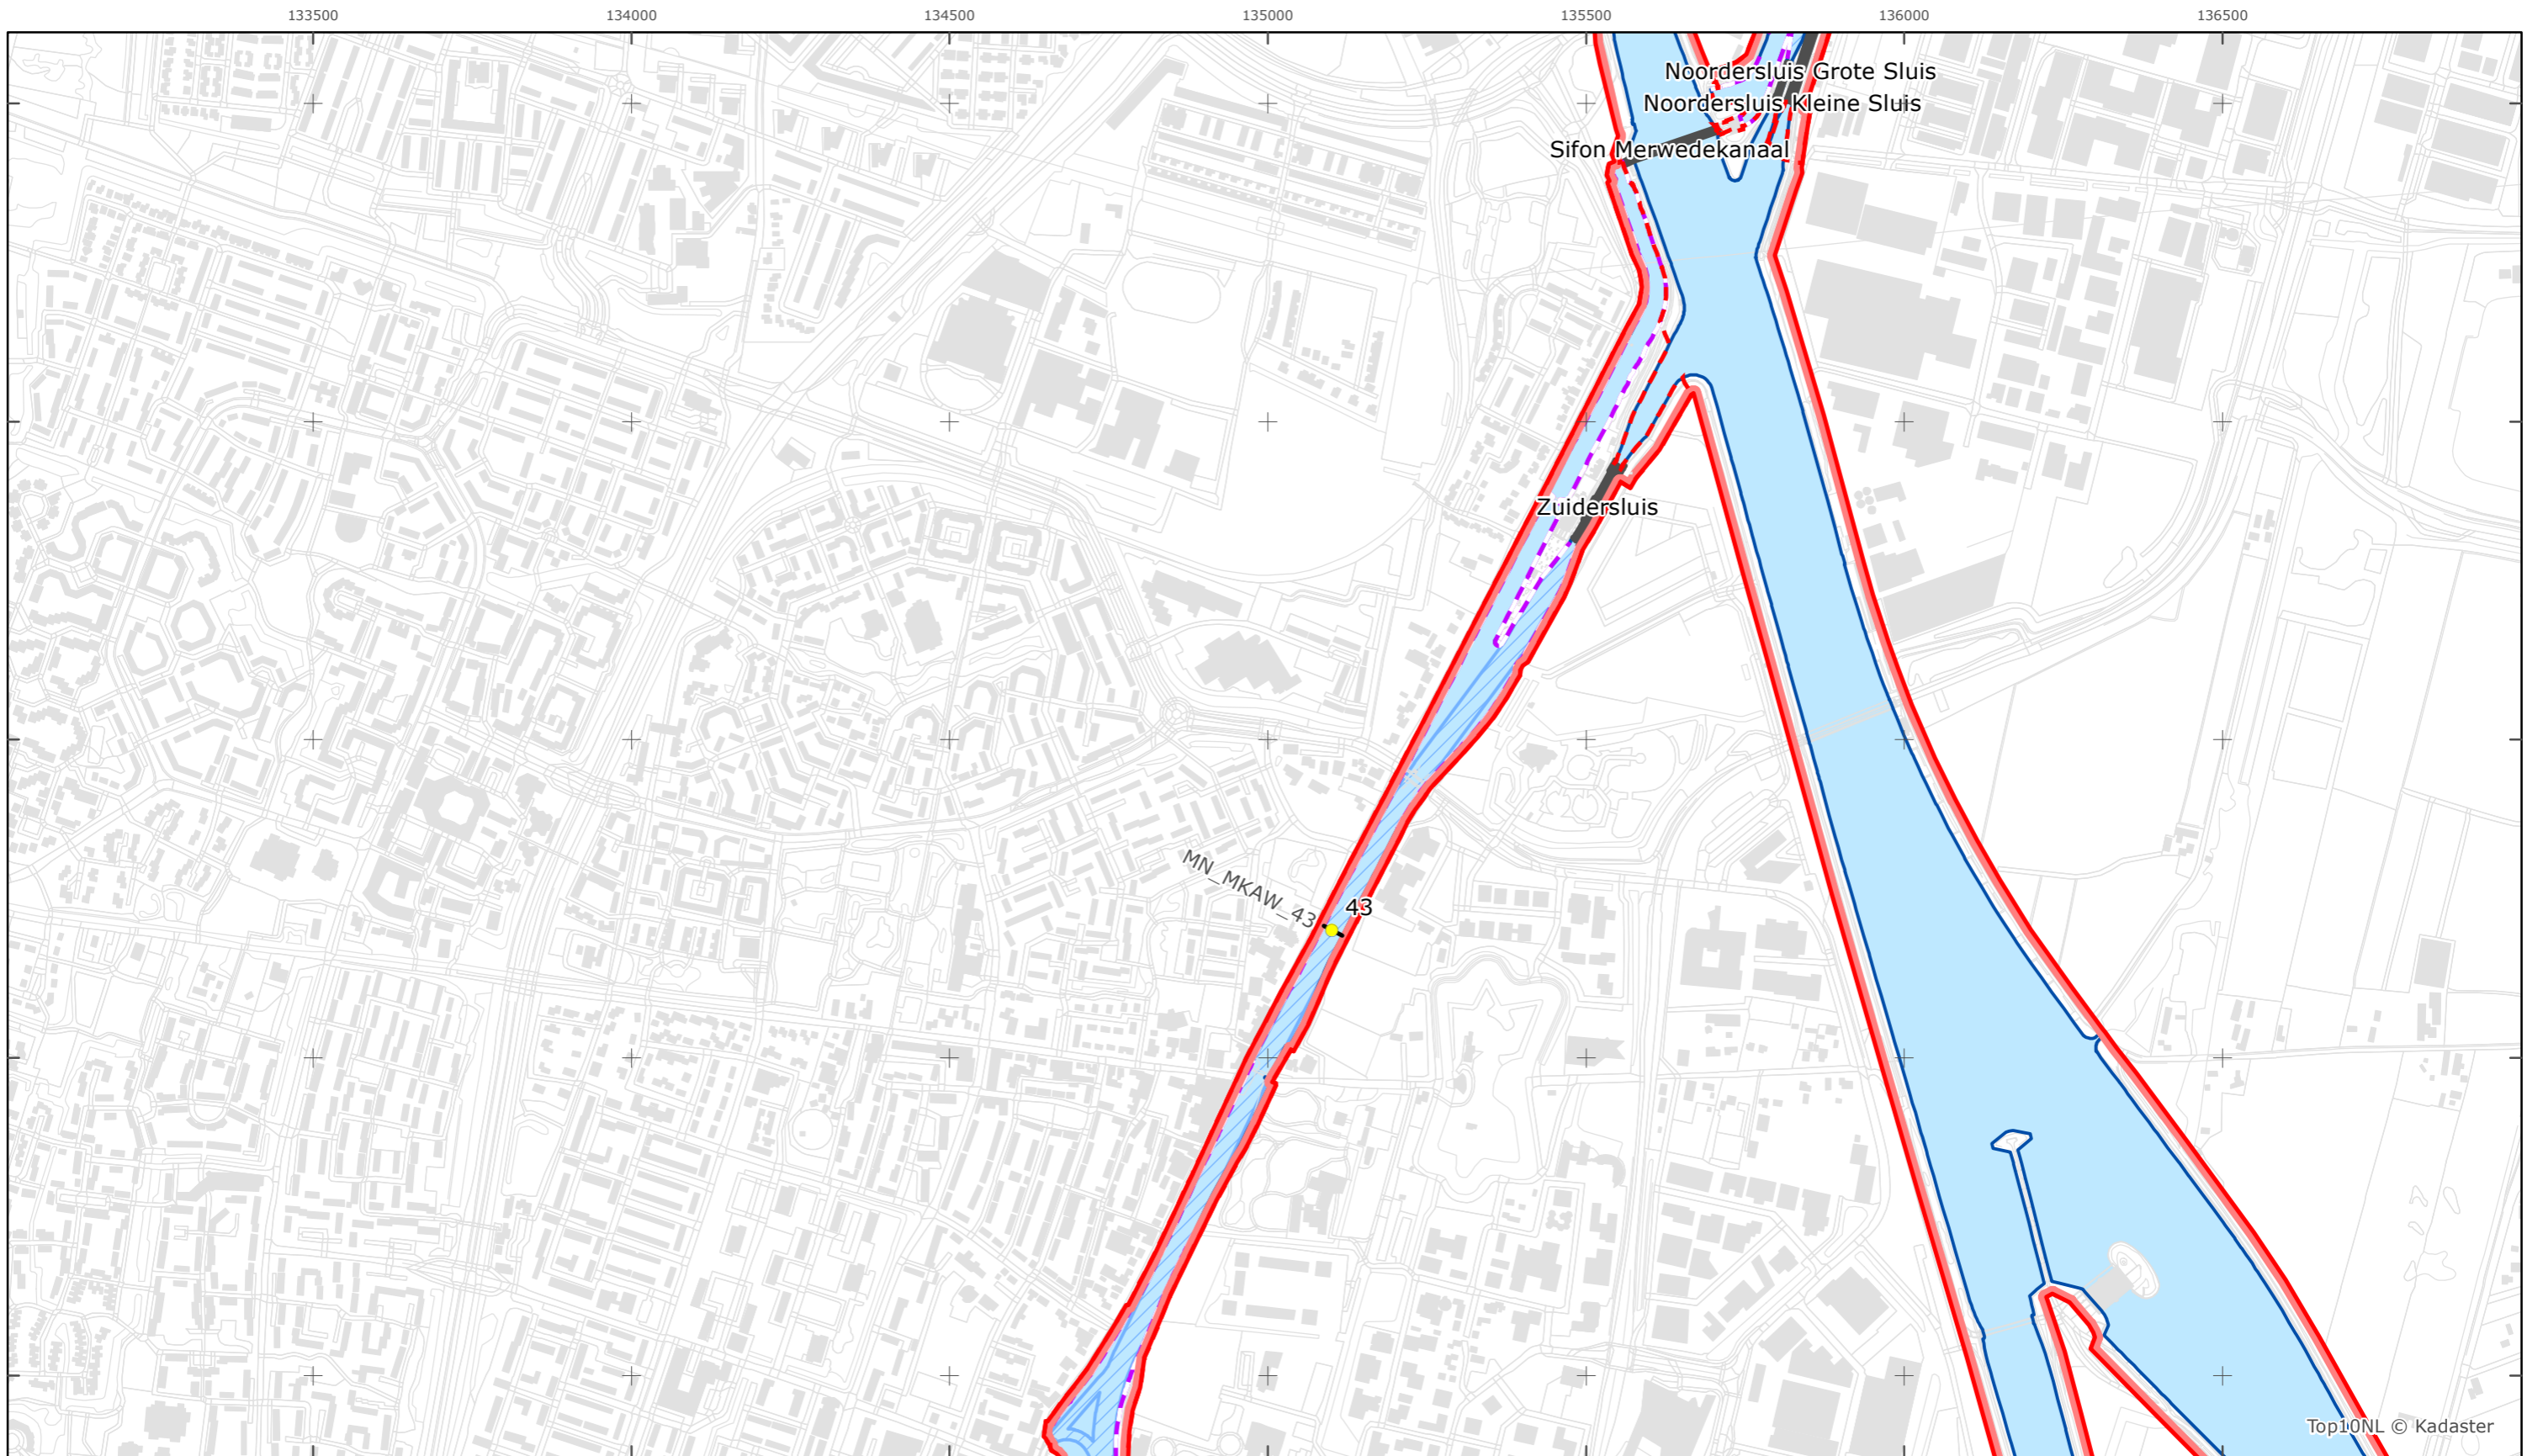 133500 134000 134500 135000 135500 136000 136500
Noordersluis Grote Sluis
Noordersluis Kleine Sluis
Sifon Merwedekanaal
Zuidersluis
MN_MKAW_43
43
Top10NL © Kadaster